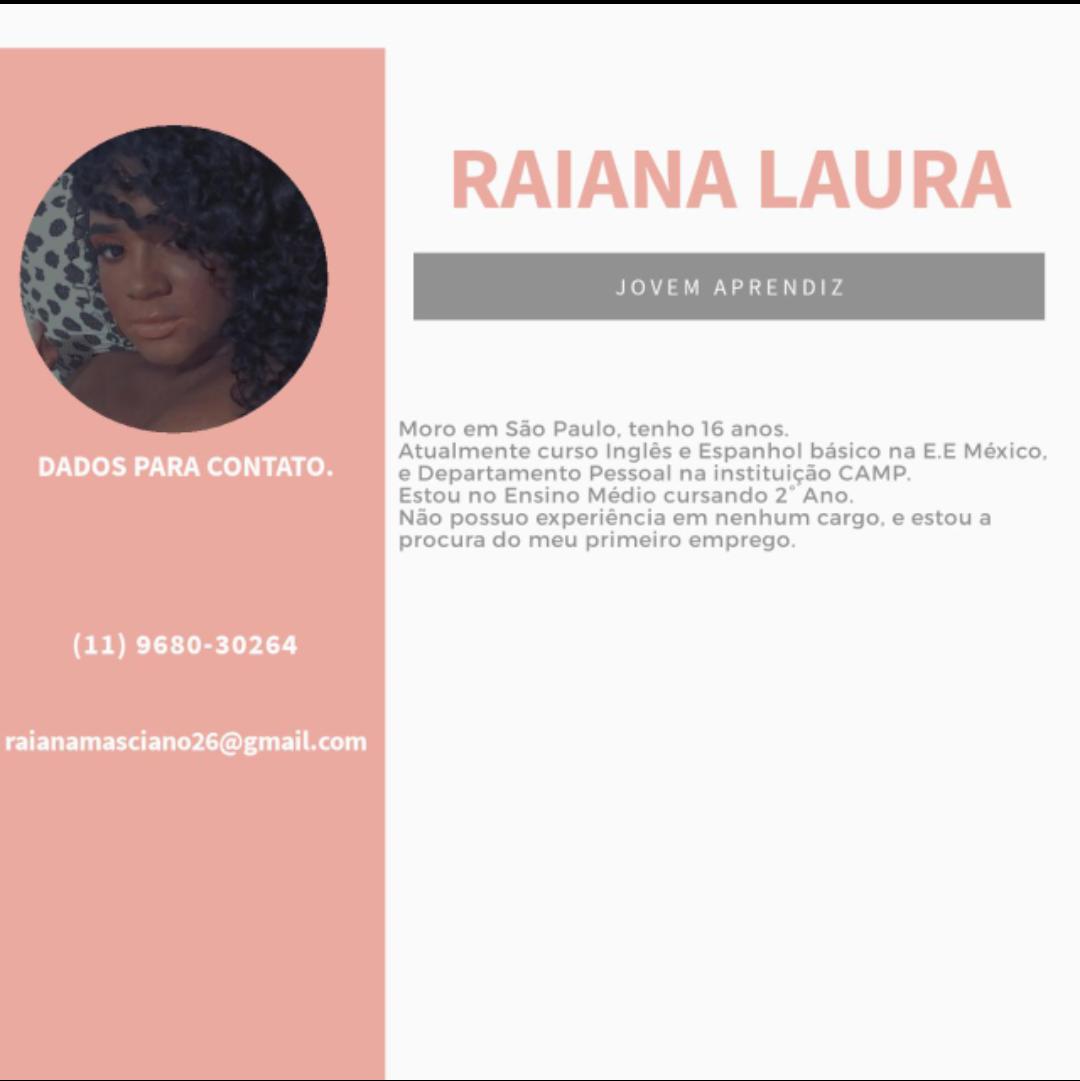 RAIANA LAURA
JOVEM APRENDIZ
DADOS PARA CONTATO.
(11) 9680-30264
raianamasciano26@gmail.com
Moro em São Paulo, tenho 16 anos.
Atualmente curso Inglês e Espanhol básico na E.E México,
e Departamento Pessoal na instituição CAMP.
Estou no Ensino Médio cursando 2° Ano.
Não possuo experiência em nenhum cargo, e estou a
procura do meu primeiro emprego.